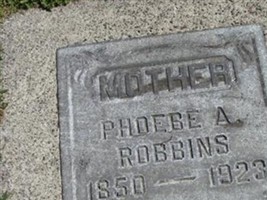 MOTHER
PHOEBE A.
ROBBINS
1850 — 1923